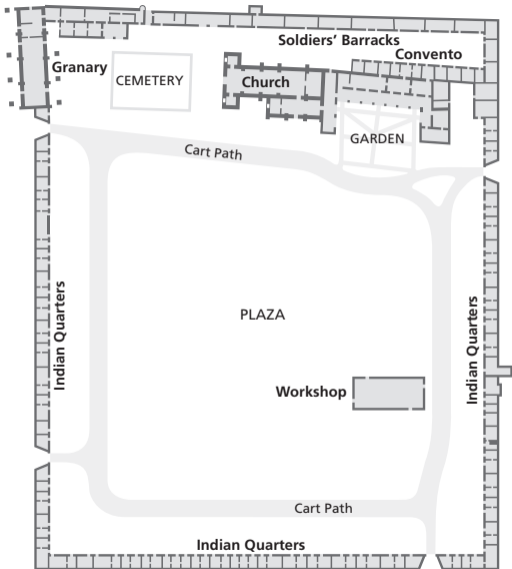 Soldiers' Barracks
Convento
Granary
CEMETERY
Church
GARDEN
Cart Path
Indian Quarters
PLAZA
Indian Quarters
Workshop
Cart Path
Indian Quarters